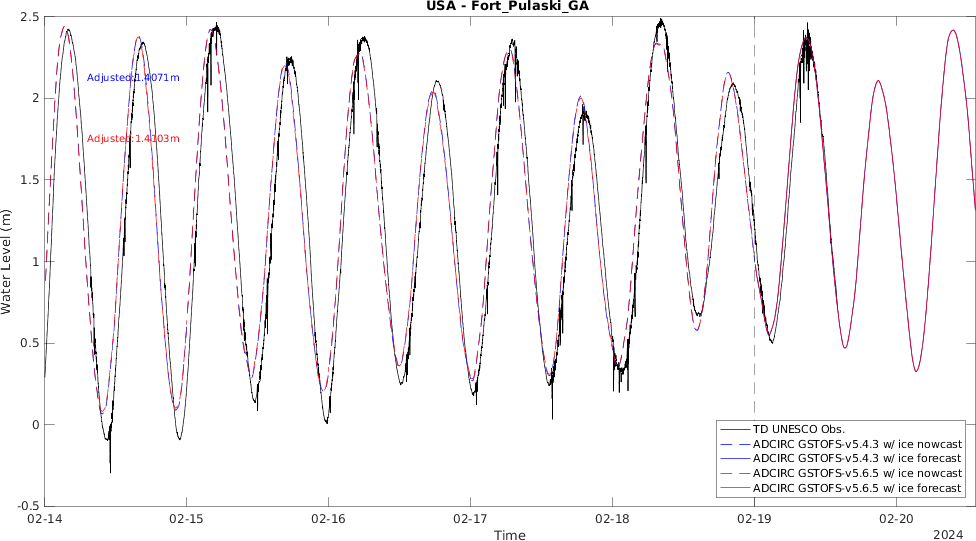 USA - Fort_Pulaski_GA
2.5
2
1.5
1
0.5
0
-0.5
Water Level (m)
Adjusted:1.4071m
Adjusted:1.4103m
TD UNESCO Obs.
ADCIRC GSTOFS-v5.4.3 w/ ice nowcast
ADCIRC GSTOFS-v5.4.3 w/ ice forecast
ADCIRC GSTOFS-v5.6.5 w/ ice nowcast
ADCIRC GSTOFS-v5.6.5 w/ ice forecast
02-14 02-15 02-16 02-17 02-18 02-19 02-20
Time
2024